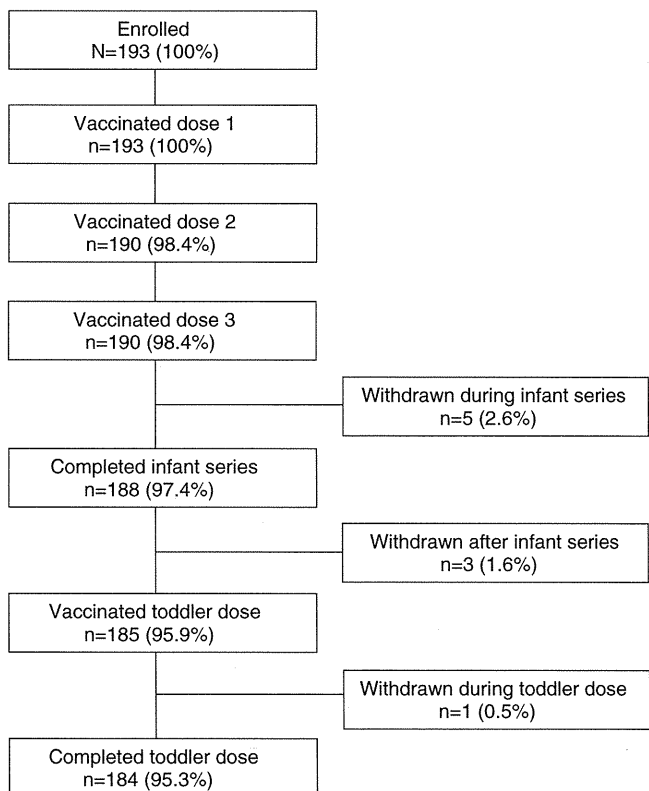 Enrolled
N=193 (100%)
Vaccinated dose 1
n=193 (100%)
Vaccinated dose 2
n=190 (98.4%)
Vaccinated dose 3
n=190 (98.4%)
Withdrawn during infant series
n=5 (2.6%)
Completed infant series
n=188 (97.4%)
Withdrawn after infant series
n=3 (1.6%)
Vaccinated toddler dose
n=185 (95.9%)
Withdrawn during toddler dose
n=1 (0.5%)
Completed toddler dose
n=184 (95.3%)